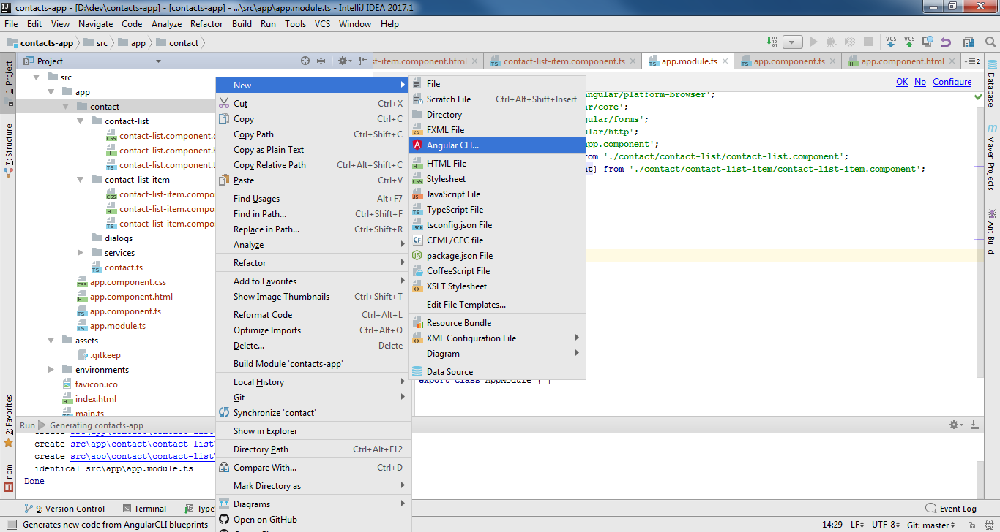 contacts-app - [D:\dev\contacts-app] - [contacts-app] - ...\src\app\app.module.ts - IntelliJ IDEA 2017.1
File Edit View Navigate Code Analyze Refactor Build Run Tools VCS Window Help
contacts-app src app contact
VCS VCS
Project
st-item.component.html contact-list-item.component.ts app.module.ts app.component.ts app.component.html 2
1: Project
7: Structure
2: Favorites
npm
Database
Maven Projects
Ant Build
src
app
contact
contact-list
contact-list.component.c
contact-list.component.h
contact-list.component.t
contact-list-item
contact-list-item.compo
contact-list-item.compo
contact-list-item.compo
dialogs
services
contact.ts
app.component.css
app.component.html
app.component.ts
app.module.ts
assets
.gitkeep
environments
favicon.ico
index.html
main.ts
New
Cut Ctrl+X
Copy Ctrl+C
Copy Path Ctrl+Shift+C
Copy as Plain Text
Copy Relative Path Ctrl+Alt+Shift+C
Paste Ctrl+V
Find Usages Alt+F7
Find in Path... Ctrl+Shift+F
Replace in Path... Ctrl+Shift+R
Analyze
Refactor
Add to Favorites
Show Image Thumbnails Ctrl+Shift+T
Reformat Code Ctrl+Alt+L
Optimize Imports Ctrl+Alt+O
Delete... Delete
Build Module 'contacts-app'
Local History
Git
Synchronize 'contact'
Show in Explorer
Directory Path Ctrl+Alt+F12
Compare With... Ctrl+D
Mark Directory as
Diagrams
Open on GitHub
File
Scratch File Ctrl+Alt+Shift+Insert
Directory
FXML File
Angular CLI...
HTML File
Stylesheet
JavaScript File
TypeScript File
tsconfig.json File
CFML/CFC file
package.json File
CoffeeScript File
XSLT Stylesheet
Edit File Templates...
Resource Bundle
XML Configuration File
Diagram
Data Source
OK No Configure
angular/platform-browser';
ar/core';
gular/forms';
ular/http';
app.component';
from './contact/contact-list/contact-list.component';
nt} from './contact/contact-list-item/contact-list-item.component';
export class AppModule { }
Run Generating contacts-app
create src\app\contact\contact-list\
create src\app\contact\contact-list\
create src\app\contact\contact-list\
identical src\app\app.module.ts
Done
9: Version Control Terminal Type Event Log
Generates new code from AngularCLI blueprints 14:29 LF UTF-8 Git: master